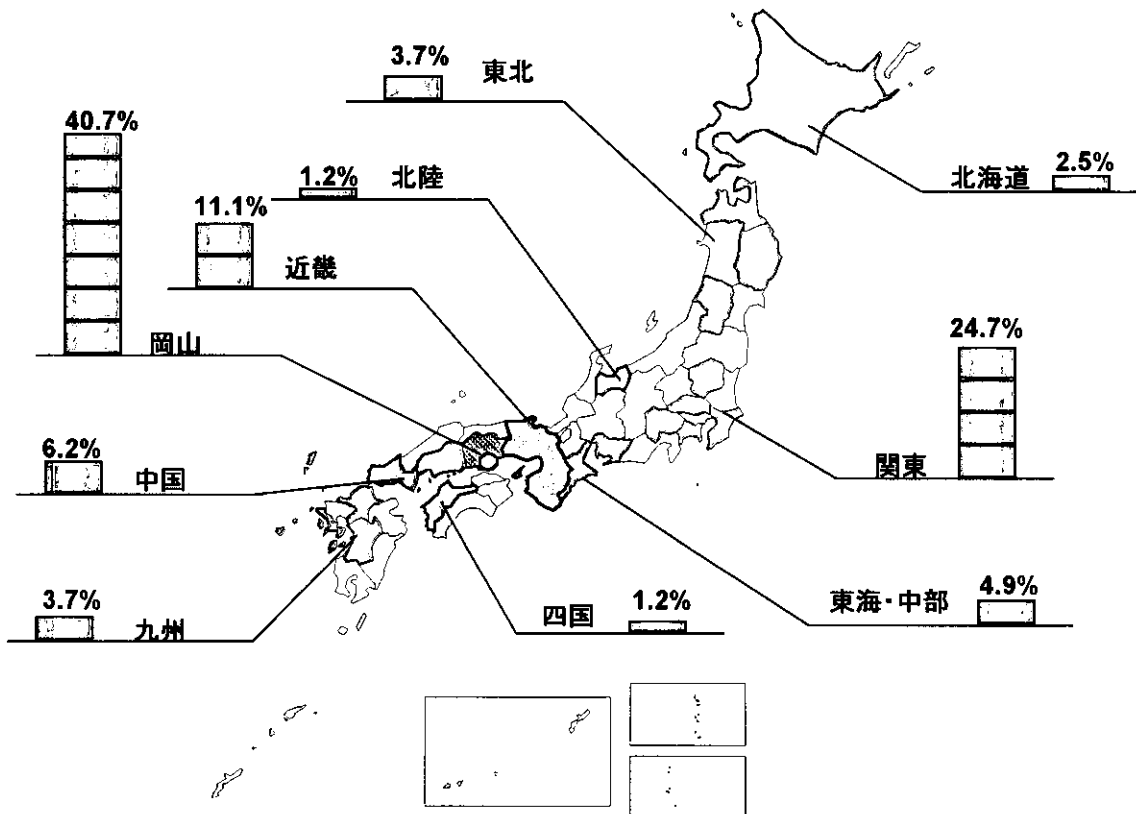 3.7%
東北
40.7%
1.2%
北陸
北海道
2.5%
11.1%
近畿
岡山
24.7%
6.2%
中国
関東
3.7%
九州
四国
1.2%
東海・中部
4.9%